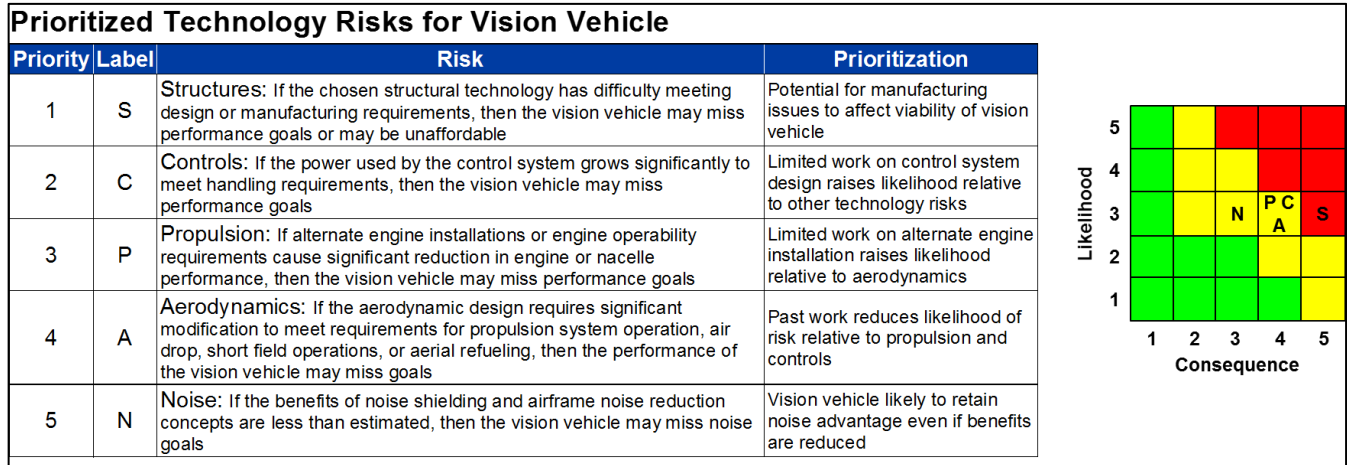 Prioritized Technology Risks for Vision Vehicle
Priority Label Risk Prioritization
1 S Structures: If the chosen structural technology has difficulty meeting
design or manufacturing requirements, then the vision vehicle may miss
performance goals or may be unaffordable
Potential for manufacturing
issues to affect viability of vision
vehicle
2 C Controls: If the power used by the control system grows significantly to
meet handling requirements, then the vision vehicle may miss
performance goals
Limited work on control system
design raises likelihood relative
to other technology risks
3 P Propulsion: If alternate engine installations or engine operability
requirements cause significant reduction in engine or nacelle
performance, then the vision vehicle may miss performance goals
Limited work on alternate engine
installation raises likelihood
relative to aerodynamics
4 A Aerodynamics: If the aerodynamic design requires significant
modification to meet requirements for propulsion system operation, air
drop, short field operations, or aerial refueling, then the performance of
the vision vehicle may miss goals
Past work reduces likelihood of
risk relative to propulsion and
controls
5 N Noise: If the benefits of noise shielding and airframe noise reduction
concepts are less than estimated, then the vision vehicle may miss noise
goals
Vision vehicle likely to retain
noise advantage even if benefits
are reduced
Likelihood
5
4
3 N P C
A S
2
1
1 2 3 4 5
Consequence